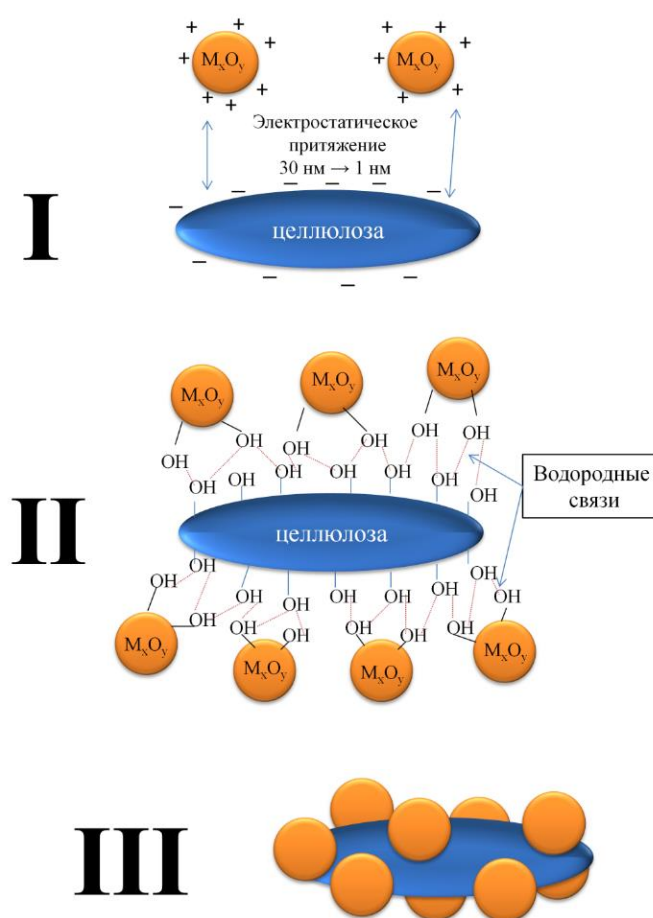 + + + +
MxOy MxOy
+ + + + + +
+ + + + +
Электростатическое
притяжение
30 нм → 1 нм
– – – – – –
I
целлюлоза
– – – –
MxOy MxOy MxOy
OH OH OH OH OH OH
OH
OH OH OH OH OH OH OH
Водородные
связи
II
целлюлоза
OH OH OH OH OH OH OH
OH OH OH OH OH OH OH OH
MxOy MxOy MxOy MxOy
III